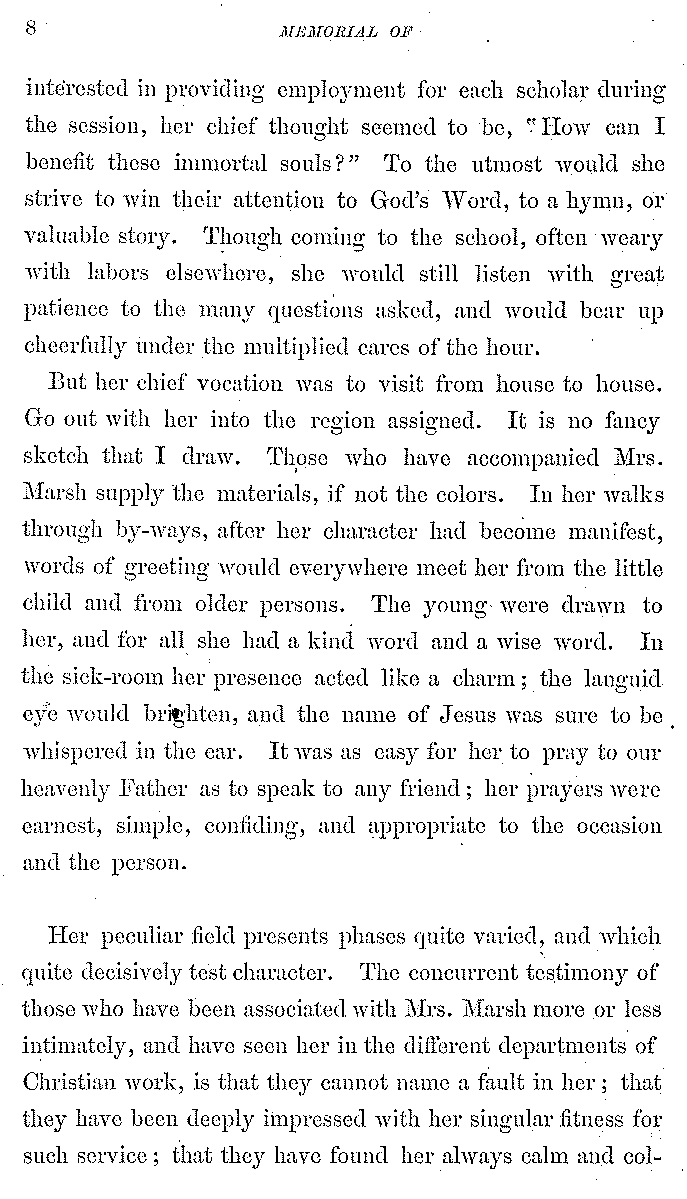 8 MEMORIAL OF
interested in providing employment for each scholar during
the session, her chief thought seemed to be, "How can I
benefit these immortal souls?" To the utmost would she
strive to win their attention to God's Word, to a hymn, or
valuable story. Though coming to the school, often weary
with labors elsewhere, she would still listen with great
patience to the many questions asked, and would bear up
cheerfully under the multiplied cares of the hour.
But her chief vocation was to visit from house to house.
Go out with her into the region assigned. It is no fancy
sketch that I draw. Those who have accompanied Mrs.
Marsh supply the materials, if not the colors. In her walks
through by-ways, after her character had become manifest,
words of greeting would everywhere meet her from the little
child and from older persons. The young were drawn to
her, and for all she had a kind word and a wise word. In
the sick-room her presence acted like a charm; the languid
eye would brighten, and the name of Jesus was sure to be
whispered in the ear. It was as easy for her to pray to our
heavenly Father as to speak to any friend; her prayers were
earnest, simple, confiding, and appropriate to the occasion
and the person.
Her peculiar field presents phases quite varied, and which
quite decisively test character. The concurrent testimony of
those who have been associated with Mrs. Marsh more or less
intimately, and have seen her in the different departments of
Christian work, is that they cannot name a fault in her; that
they have been deeply impressed with her singular fitness for
such service; that they have found her always calm and col-